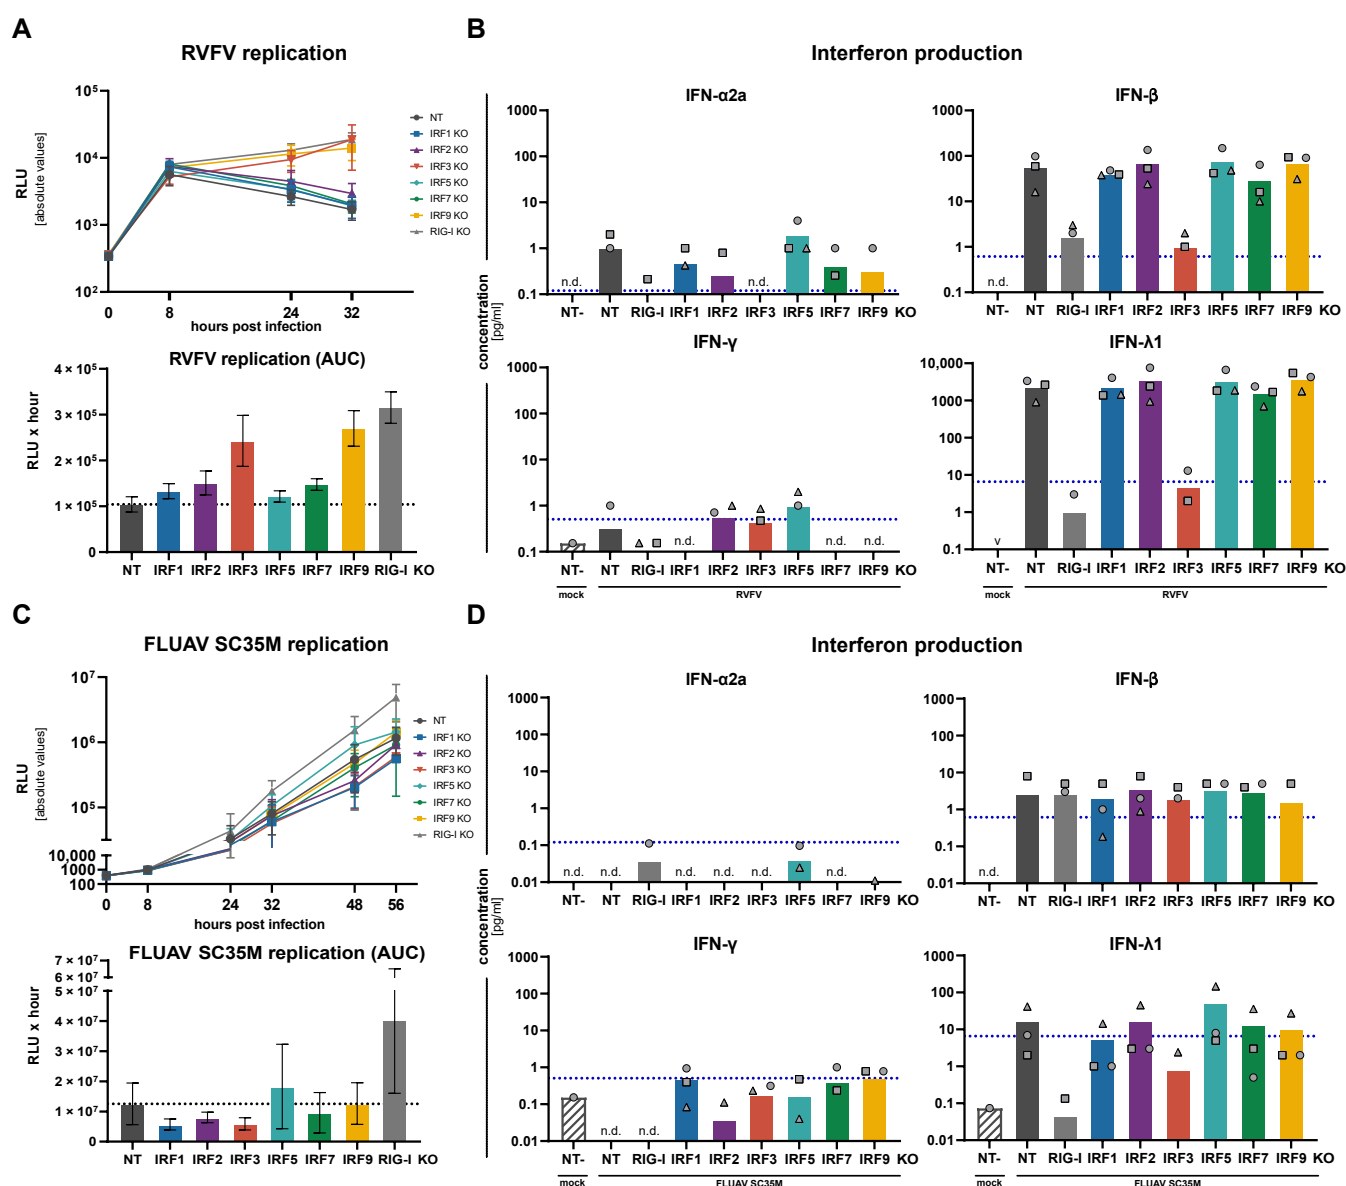 A
RVFV replication
10⁵
10⁴
10³
10²
RLU
[absolute values]
0 8 24 32
hours post infection
NT
IRF1 KO
IRF2 KO
IRF3 KO
IRF5 KO
IRF7 KO
IRF9 KO
RIG-I KO
RVFV replication (AUC)
4 × 10⁵
3 × 10⁵
2 × 10⁵
1 × 10⁵
0
RLU x hour
NT IRF1 IRF2 IRF3 IRF5 IRF7 IRF9 RIG-I KO
B
Interferon production
concentration
[pg/ml]
IFN-α2a
1000
100
10
1
0.1
n.d. n.d.
NT- NT RIG-I IRF1 IRF2 IRF3 IRF5 IRF7 IRF9 KO
IFN-β
1000
100
10
1
0.1
n.d.
NT- NT RIG-I IRF1 IRF2 IRF3 IRF5 IRF7 IRF9 KO
IFN-γ
1000
100
10
1
0.1
n.d. n.d. n.d.
NT- NT RIG-I IRF1 IRF2 IRF3 IRF5 IRF7 IRF9 KO
mock RVFV
IFN-λ1
10,000
1000
100
10
1
0.1
v
NT- NT RIG-I IRF1 IRF2 IRF3 IRF5 IRF7 IRF9 KO
mock RVFV
C
FLUAV SC35M replication
10⁷
10⁶
10⁵
10,000
1000
100
RLU
[absolute values]
0 8 24 32 48 56
hours post infection
NT
IRF1 KO
IRF2 KO
IRF3 KO
IRF5 KO
IRF7 KO
IRF9 KO
RIG-I KO
FLUAV SC35M replication (AUC)
7 × 10⁷
6 × 10⁷
5 × 10⁷
4 × 10⁷
3 × 10⁷
2 × 10⁷
1 × 10⁷
0
RLU x hour
NT IRF1 IRF2 IRF3 IRF5 IRF7 IRF9 RIG-I KO
D
Interferon production
concentration
[pg/ml]
IFN-α2a
1000
100
10
1
0.1
0.01
n.d. n.d. n.d. n.d. n.d. n.d.
NT- NT RIG-I IRF1 IRF2 IRF3 IRF5 IRF7 IRF9 KO
IFN-β
1000
100
10
1
0.1
0.01
n.d.
NT- NT RIG-I IRF1 IRF2 IRF3 IRF5 IRF7 IRF9 KO
IFN-γ
1000
100
10
1
0.1
0.01
n.d. n.d.
NT- NT RIG-I IRF1 IRF2 IRF3 IRF5 IRF7 IRF9 KO
mock FLUAV SC35M
IFN-λ1
1000
100
10
1
0.1
0.01
NT- NT RIG-I IRF1 IRF2 IRF3 IRF5 IRF7 IRF9 KO
mock FLUAV SC35M